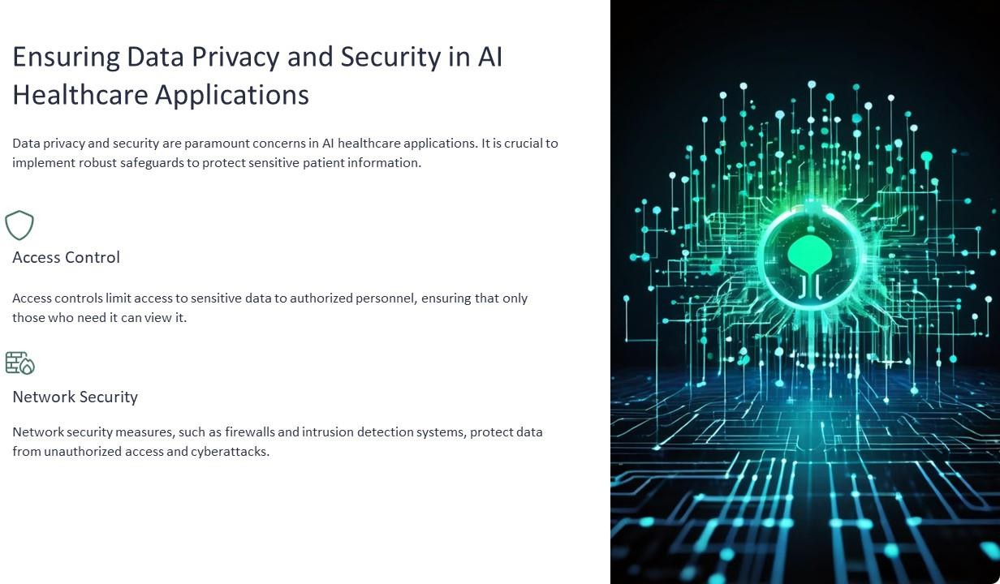 Ensuring Data Privacy and Security in AI
Healthcare Applications
Data privacy and security are paramount concerns in AI healthcare applications. It is crucial to
implement robust safeguards to protect sensitive patient information.
Access Control
Access controls limit access to sensitive data to authorized personnel, ensuring that only
those who need it can view it.
Network Security
Network security measures, such as firewalls and intrusion detection systems, protect data
from unauthorized access and cyberattacks.